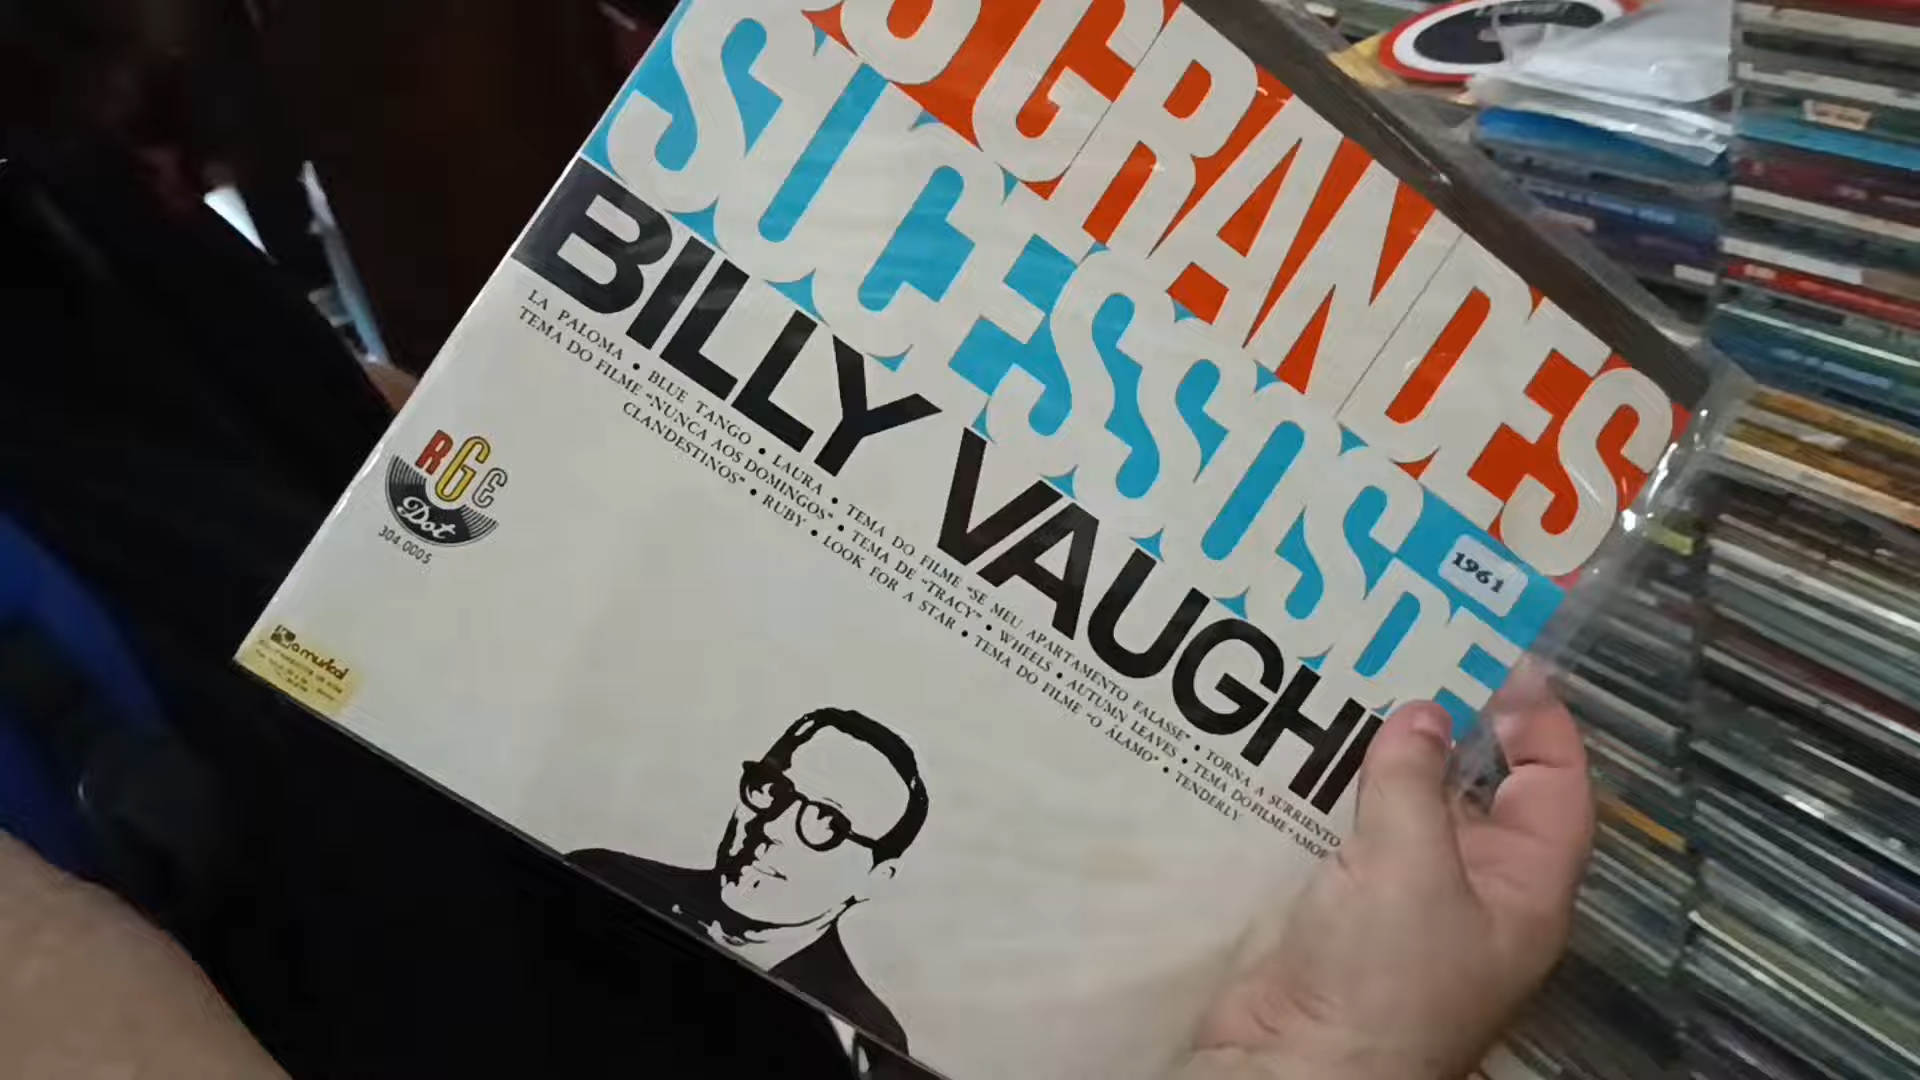 S GRANDES
SUCESSOS DE
1961
BILLY VAUGHN
LA PALOMA • BLUE TANGO • LAURA • TEMA DO FILME "SE MEU APARTAMENTO FALASSE" • TORNA A SURRIENTO
TEMA DO FILME "NUNCA AOS DOMINGOS" • TEMA DE "TRACY" • WHEELS • AUTUMN LEAVES • TEMA DO FILME "AMOR
CLANDESTINOS" • RUBY • LOOK FOR A STAR • TEMA DO FILME "O ÁLAMO" • TENDERLY
RGE
Dot
304.0005